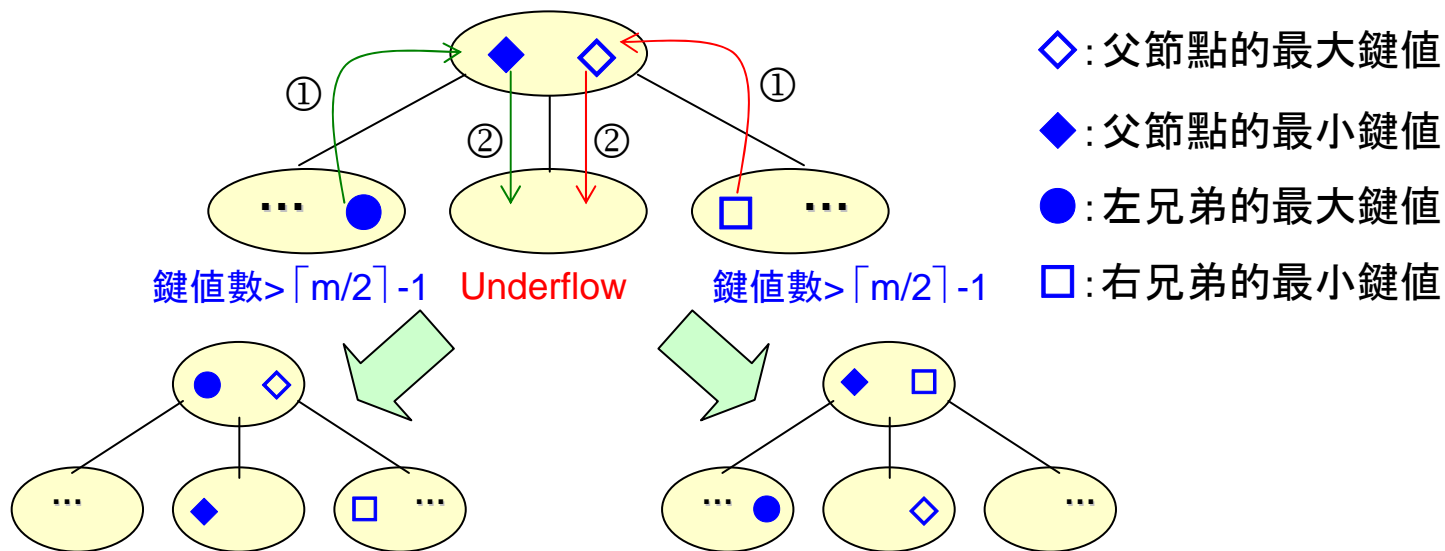 ◇:父節點的最大鍵值
◆:父節點的最小鍵值
●:左兄弟的最大鍵值
□:右兄弟的最小鍵值
① ② ② ①
… …
鍵值數>⌈m/2⌉-1 Underflow 鍵值數>⌈m/2⌉-1
… … … …